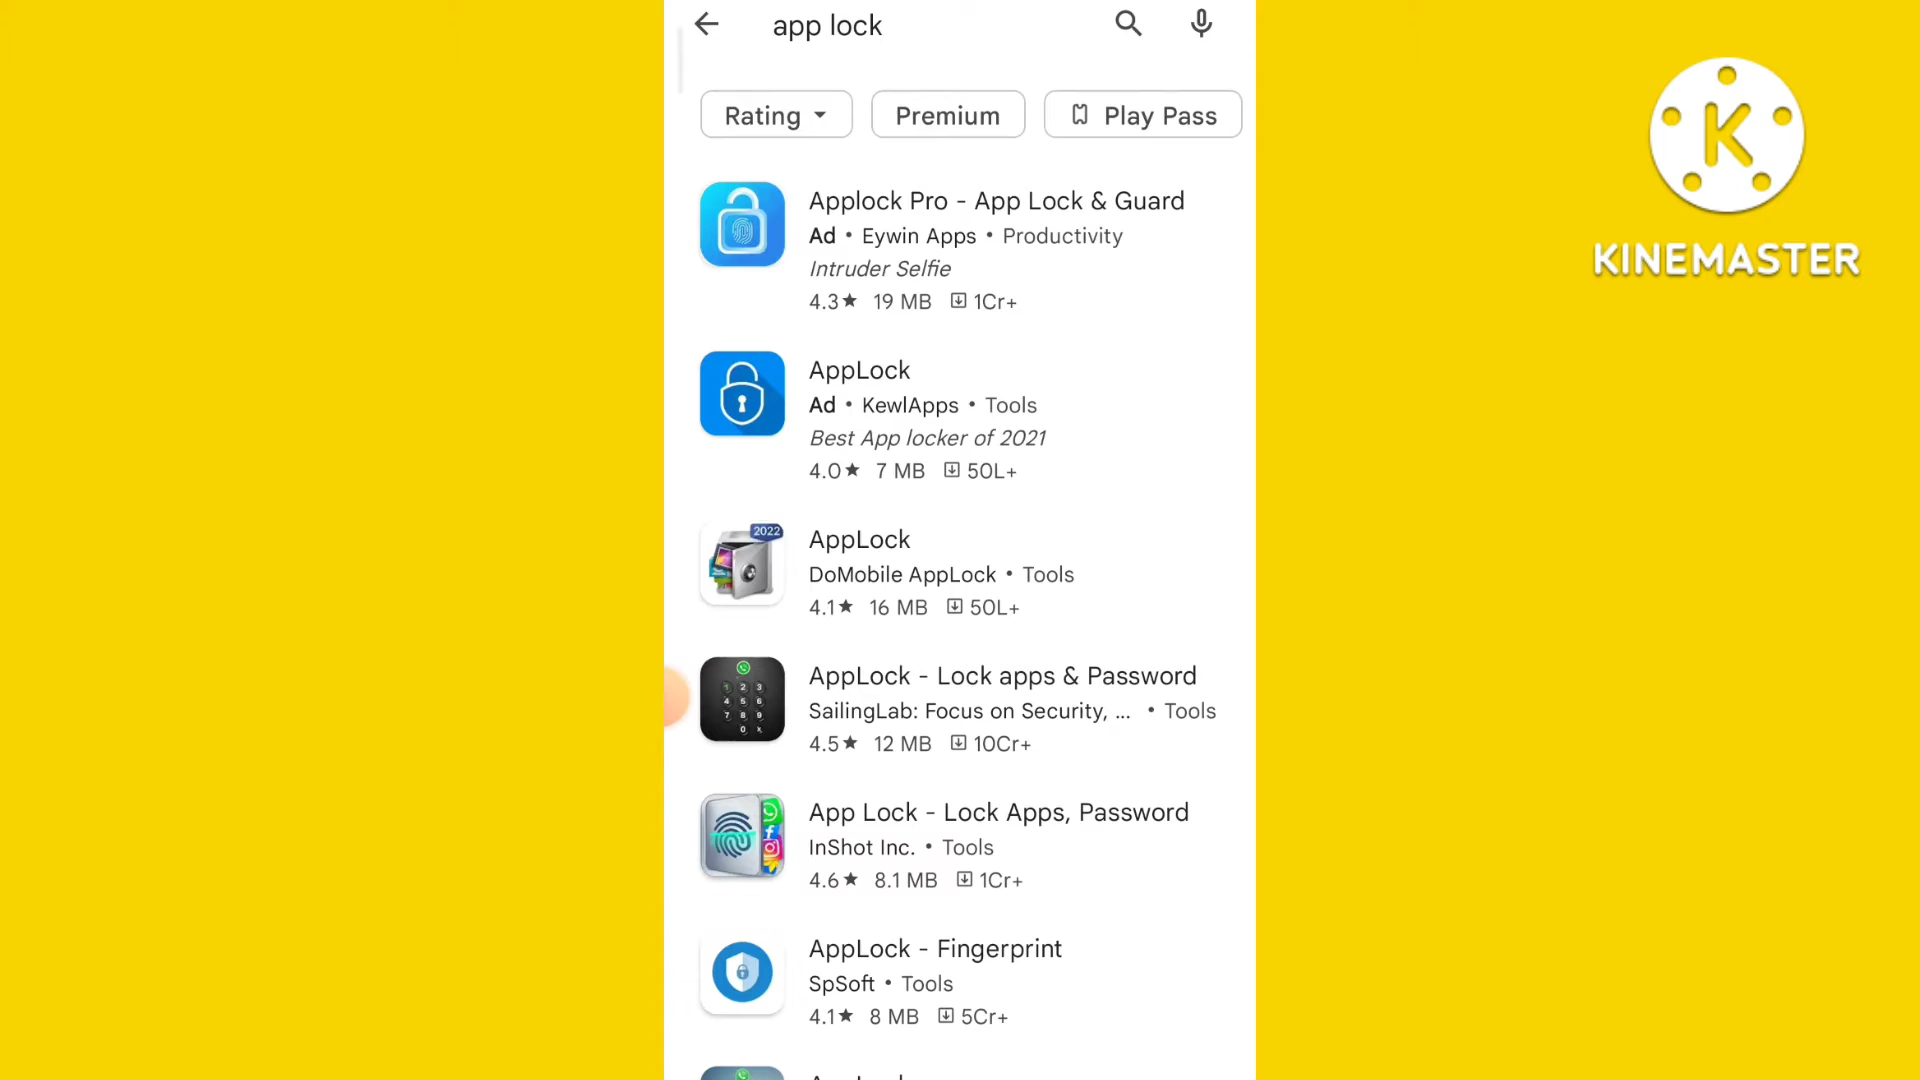 app lock
Rating
Premium
Play Pass
Applock Pro - App Lock & Guard
Ad • Eywin Apps • Productivity
Intruder Selfie
4.3★ 19 MB 1Cr+
AppLock
Ad • KewlApps • Tools
Best App locker of 2021
4.0★ 7 MB 50L+
2022
AppLock
DoMobile AppLock • Tools
4.1★ 16 MB 50L+
AppLock - Lock apps & Password
SailingLab: Focus on Security, ... • Tools
4.5★ 12 MB 10Cr+
App Lock - Lock Apps, Password
InShot Inc. • Tools
4.6★ 8.1 MB 1Cr+
AppLock - Fingerprint
SpSoft • Tools
4.1★ 8 MB 5Cr+
K
KINEMASTER